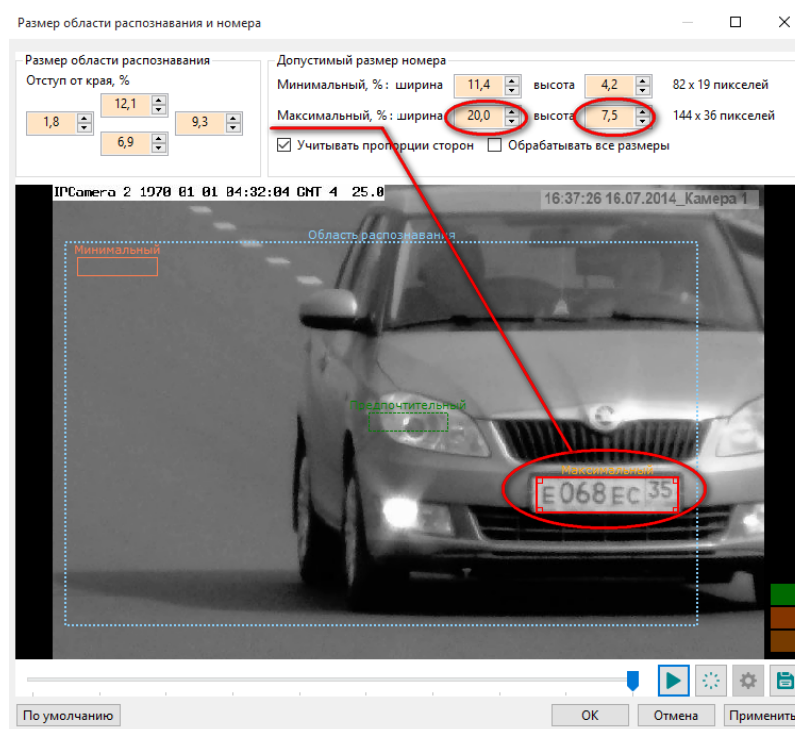 Размер области распознавания и номера
Размер области распознавания
Отступ от края, %
12,1
1,8
9,3
6,9
Допустимый размер номера
Минимальный, %: ширина 11,4 высота 4,2 82 x 19 пикселей
Максимальный, %: ширина 20,0 высота 7,5 144 x 36 пикселей
Учитывать пропорции сторон Обрабатывать все размеры
IPCamera 2 1970 01 01 04:32:04 GMT 4 25.0
16:37:26 16.07.2014_Камера 1
Область распознавания
Минимальный
Предпочтительный
Максимальный
Е068ЕС 35
По умолчанию
ОК
Отмена
Применить